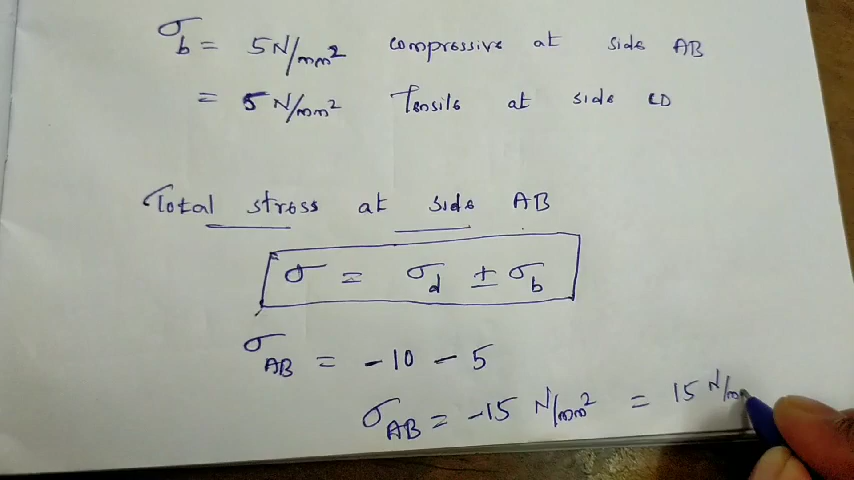 σb = 5N/mm² compressive at side AB
= 5 N/mm² Tensile at side CD
Total stress at side AB
σ = σd ± σb
σAB = -10 - 5
σAB = -15 N/mm² = 15 N/m